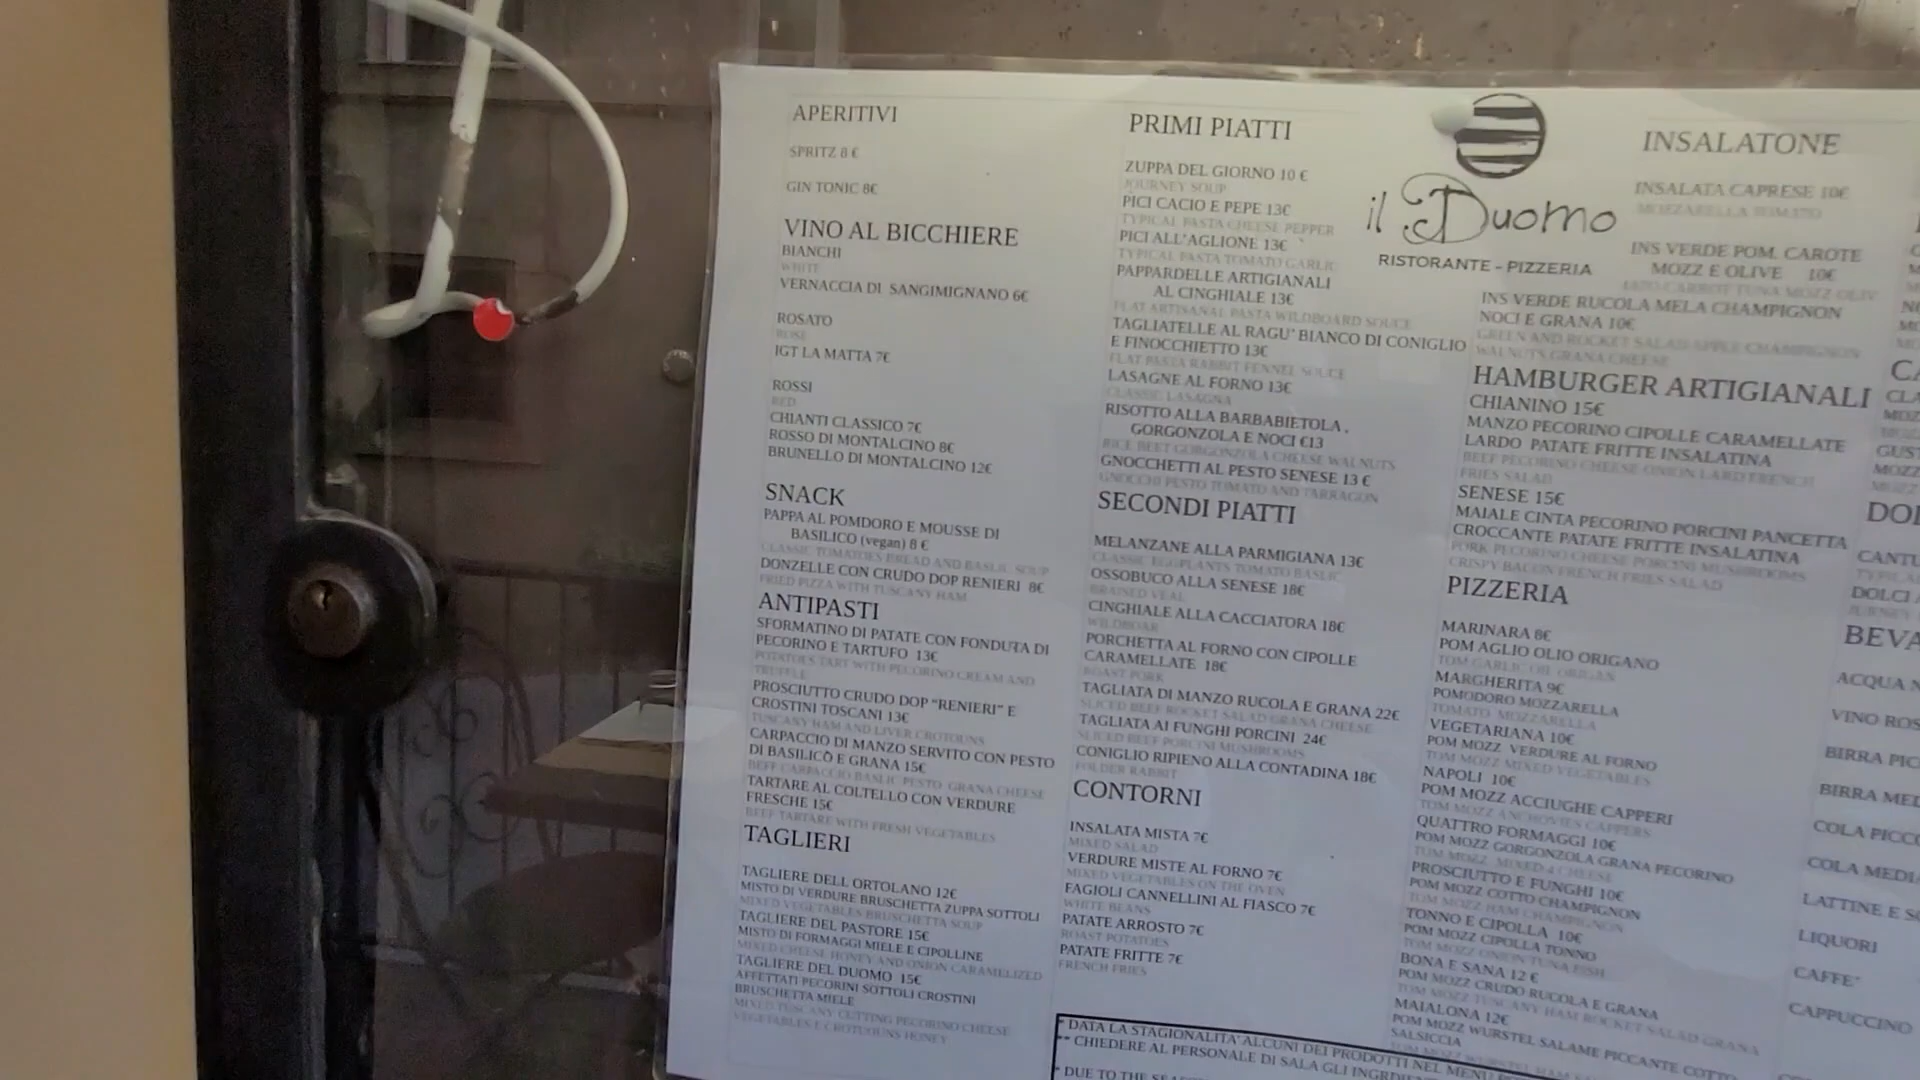 APERITIVI
SPRITZ 8 €
GIN TONIC 8€
VINO AL BICCHIERE
BIANCHI
WHITE
VERNACCIA DI SANGIMIGNANO 6€
ROSATO
ROSE
IGT LA MATTA 7€
ROSSI
RED
CHIANTI CLASSICO 7€
ROSSO DI MONTALCINO 8€
BRUNELLO DI MONTALCINO 12€
SNACK
PAPPA AL POMDORO E MOUSSE DI
BASILICO (vegan) 8 €
CLASSIC TOMATOES BREAD AND BASLIC SOUP
DONZELLE CON CRUDO DOP RENIERI 8€
FRIED PIZZA WITH TUSCANY HAM
ANTIPASTI
SFORMATINO DI PATATE CON FONDUTA DI
PECORINO E TARTUFO 13€
POTATOES TART WITH PECORINO CREAM AND
TRUFFLE
PROSCIUTTO CRUDO DOP "RENIERI" E
CROSTINI TOSCANI 13€
TUSCANY HAM AND LIVER CROTOUNS
CARPACCIO DI MANZO SERVITO CON PESTO
DI BASILICO E GRANA 15€
BEEF CARPACCIO BASLIC PESTO GRANA CHEESE
TARTARE AL COLTELLO CON VERDURE
FRESCHE 15€
BEEF TARTARE WITH FRESH VEGETABLES
TAGLIERI
TAGLIERE DELL ORTOLANO 12€
MISTO DI VERDURE BRUSCHETTA ZUPPA SOTTOLI
MIXED VEGETABLES BRUSCHETTA SOUP
TAGLIERE DEL PASTORE 15€
MISTO DI FORMAGGI MIELE E CIPOLLINE
MIXED CHEESE HONEY AND ONION CARAMELIZED
TAGLIERE DEL DUOMO 15€
AFFETTATI PECORINI SOTTOLI CROSTINI
BRUSCHETTA MIELE
MIXED TUSCANY CUTTING PECORINO CHEESE
VEGETABLES E CROTOUONS HONEY
PRIMI PIATTI
ZUPPA DEL GIORNO 10 €
JOURNEY SOUP
PICI CACIO E PEPE 13€
TYPICAL PASTA CHEESE PEPPER
PICI ALL'AGLIONE 13€
TYPICAL PASTA TOMATO GARLIC
PAPPARDELLE ARTIGIANALI
AL CINGHIALE 13€
FLAT ARTISANAL PASTA WILDBOARD SOUCE
TAGLIATELLE AL RAGU' BIANCO DI CONIGLIO
E FINOCCHIETTO 13€
FLAT PASTA RABBIT FENNEL SOUCE
LASAGNE AL FORNO 13€
CLASSIC LASAGNA
RISOTTO ALLA BARBABIETOLA ,
GORGONZOLA E NOCI €13
RICE BEET GORGONZOLA CHEESE WALNUTS
GNOCCHETTI AL PESTO SENESE 13 €
GNOCCHI PESTO TOMATO AND TARRAGON
SECONDI PIATTI
MELANZANE ALLA PARMIGIANA 13€
CLASSIC EGGPLANTS TOMATO BASLIC
OSSOBUCO ALLA SENESE 18€
BRAISED VEAL
CINGHIALE ALLA CACCIATORA 18€
WILDBOAR
PORCHETTA AL FORNO CON CIPOLLE
CARAMELLATE 18€
ROAST PORK
TAGLIATA DI MANZO RUCOLA E GRANA 22€
SLICED BEEF ROCKET SALAD GRANA CHEESE
TAGLIATA AI FUNGHI PORCINI 24€
SLICED BEEF PORCINI MUSHROOMS
CONIGLIO RIPIENO ALLA CONTADINA 18€
FOLDER RABBIT
CONTORNI
INSALATA MISTA 7€
MIXED SALAD
VERDURE MISTE AL FORNO 7€
MIXED VEGETABLES ON THE OVEN
FAGIOLI CANNELLINI AL FIASCO 7€
WHITE BEANS
PATATE ARROSTO 7€
ROAST POTATOES
PATATE FRITTE 7€
FRENCH FRIES
* DATA LA STAGIONALITA' ALCUNI DEI PRODOTTI NEL MENU
** CHIEDERE AL PERSONALE DI SALA GLI
* DUE TO THE
il Duomo
RISTORANTE - PIZZERIA
INSALATONE
INSALATA CAPRESE 10€
MOZZARELLA TOMATO
INS VERDE POM. CAROTE
MOZZ E OLIVE 10€
CARROT TUNA MOZZ OLIV
INS VERDE RUCOLA MELA CHAMPIGNON
NOCI E GRANA 10€
GREEN AND ROCKET SALAD APPLE CHAMPIGNON
WALNUTS GRANA CHEESE
HAMBURGER ARTIGIANALI
CHIANINO 15€
MANZO PECORINO CIPOLLE CARAMELLATE
LARDO PATATE FRITTE INSALATINA
BEEF PECORINO CHEESE ONION LARD FRENCH
FRIES SALAD
SENESE 15€
MAIALE CINTA PECORINO PORCINI PANCETTA
CROCCANTE PATATE FRITTE INSALATINA
PORK PECORINO CHEESE PORCINI MUSHROOMS
CRISPY BACON FRENCH FRIES SALAD
PIZZERIA
MARINARA 8€
POM AGLIO OLIO ORIGANO
TOM GARLIC OIL ORIGAN
MARGHERITA 9€
POMODORO MOZZARELLA
TOMATO MOZZARELLA
VEGETARIANA 10€
POM MOZZ VERDURE AL FORNO
TOM MOZZ MIXED VEGETABLES
NAPOLI 10€
POM MOZZ ACCIUGHE CAPPERI
TOM MOZZ ANCHOVIES CAPPERS
QUATTRO FORMAGGI 10€
POM MOZZ GORGONZOLA GRANA PECORINO
TOM MOZZ MIXED 4 CHEESE
PROSCIUTTO E FUNGHI 10€
POM MOZZ COTTO CHAMPIGNON
TOM MOZZ HAM CHAMPIGNON
TONNO E CIPOLLA 10€
POM MOZZ CIPOLLA TONNO
TOM MOZZ ONION TUNA FISH
BONA E SANA 12 €
POM MOZZ CRUDO RUCOLA E GRANA
TOM MOZZ TUSCANY HAM ROCKET SALAD GRANA
MAIALONA 12€
POM MOZZ WURSTEL SALAME PICCANTE COTTO
SALSICCIA
DOL
CANTU
DOLCI
BEVA
ACQUA N
VINO ROS
BIRRA PIC
BIRRA MED
COLA PICCO
COLA MEDI
LATTINE E S
LIQUORI
CAFFE'
CAPPUCCINO